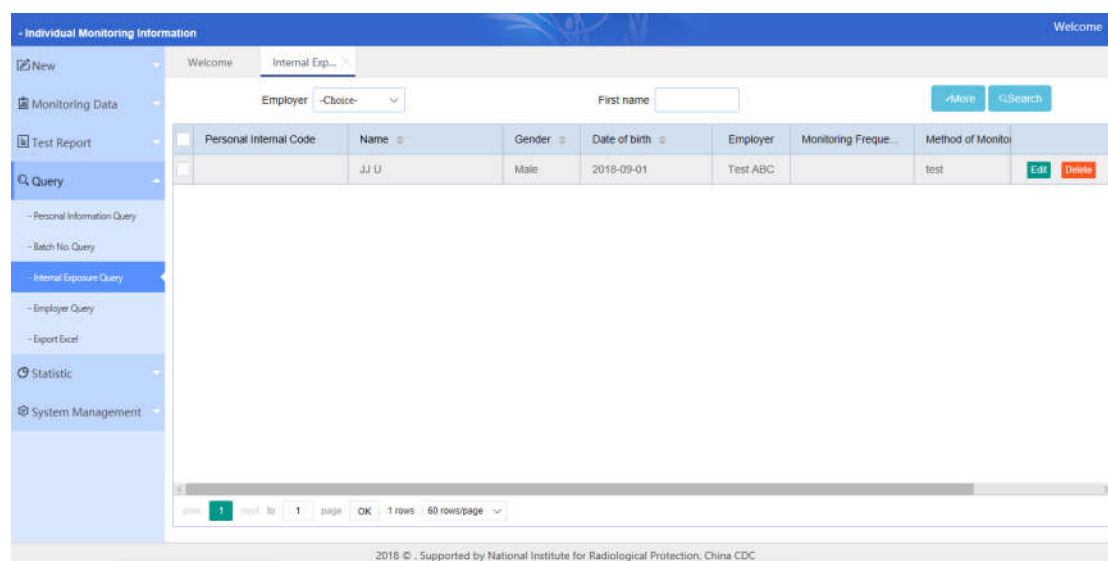 - Individual Monitoring Information
Welcome
New
Monitoring Data
Test Report
Query
- Personal Information Query
- Batch No. Query
- Internal Exposure Query
- Employer Query
- Export Excel
Statistic
System Management
Welcome Internal Exp...
Employer -Choice- First name More Search
Personal Internal Code Name Gender Date of birth Employer Monitoring Freque... Method of Monitor
JJ U Male 2018-09-01 Test ABC test Edit Delete
prev 1 next to 1 page OK 1 rows 60 rows/page
2018 © . Supported by National Institute for Radiological Protection, China CDC